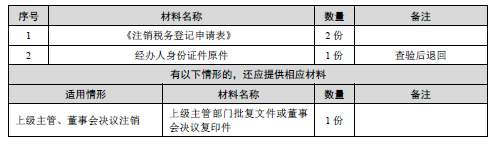 序号 材料名称 数量 备注
1 《注销税务登记申请表》 2 份
2 经办人身份证件原件 1 份 查验后退回
有以下情形的，还应提供相应材料
适用情形 材料名称 数量 备注
上级主管、董事会决议注销 上级主管部门批复文件或董事
会决议复印件 1 份